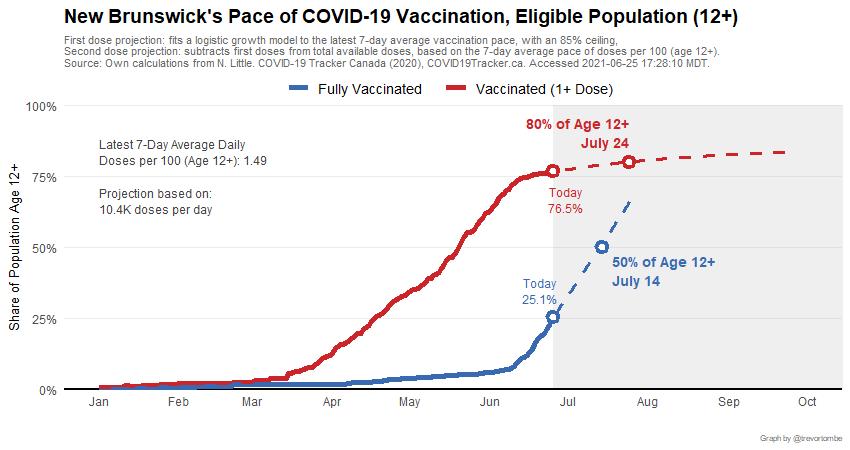 New Brunswick's Pace of COVID-19 Vaccination, Eligible Population (12+)
First dose projection: fits a logistic growth model to the latest 7-day average vaccination pace, with an 85% ceiling,
Second dose projection: subtracts first doses from total available doses, based on the 7-day average pace of doses per 100 (age 12+).
Source: Own calculations from N. Little. COVID-19 Tracker Canada (2020), COVID19Tracker.ca. Accessed 2021-06-25 17:28:10 MDT.
Fully Vaccinated
Vaccinated (1+ Dose)
100%
75%
50%
25%
0%
Share of Population Age 12+
Latest 7-Day Average Daily
Doses per 100 (Age 12+): 1.49
Projection based on:
10.4K doses per day
80% of Age 12+
July 24
Today
76.5%
50% of Age 12+
July 14
Today
25.1%
Jan
Feb
Mar
Apr
May
Jun
Jul
Aug
Sep
Oct
Graph by @trevortombe